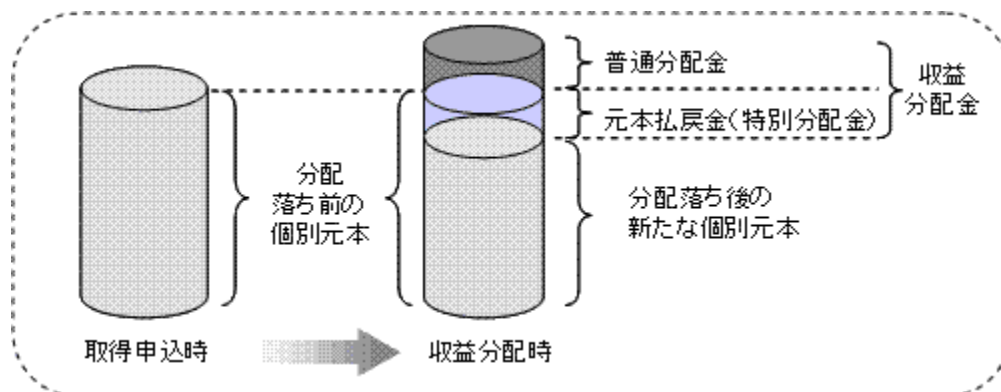 普通分配金
収益
分配金
元本払戻金(特別分配金)
分配
落ち前の
個別元本
分配落ち後の
新たな個別元本
取得申込時
収益分配時